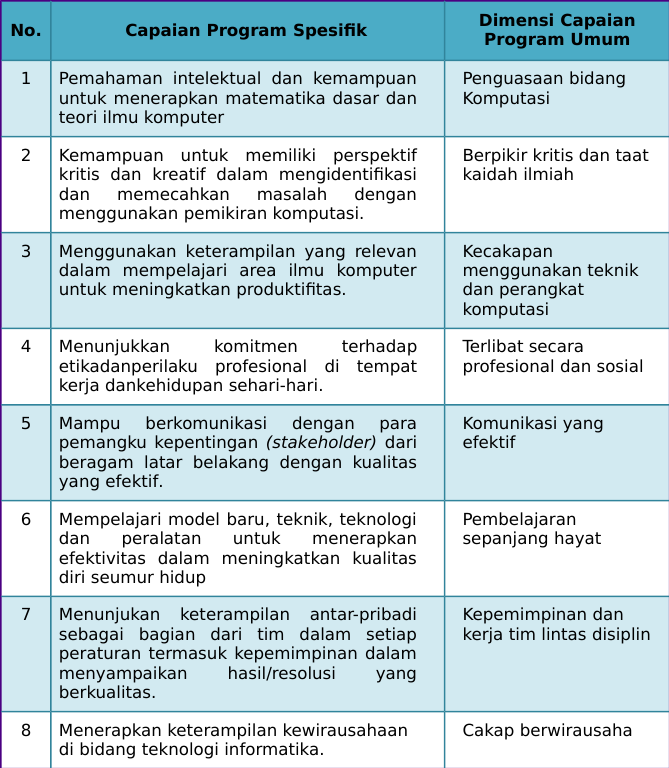 No.
Capaian Program Spesifik
Dimensi Capaian
Program Umum
1
Pemahaman intelektual dan kemampuan
untuk menerapkan matematika dasar dan
teori ilmu komputer
Penguasaan bidang
Komputasi
2
Kemampuan untuk memiliki perspektif
kritis dan kreatif dalam mengidentifikasi
dan memecahkan masalah dengan
menggunakan pemikiran komputasi.
Berpikir kritis dan taat
kaidah ilmiah
3
Menggunakan keterampilan yang relevan
dalam mempelajari area ilmu komputer
untuk meningkatkan produktifitas.
Kecakapan
menggunakan teknik
dan perangkat
komputasi
4
Menunjukkan komitmen terhadap
etikadanperilaku profesional di tempat
kerja dankehidupan sehari-hari.
Terlibat secara
profesional dan sosial
5
Mampu berkomunikasi dengan para
pemangku kepentingan (stakeholder) dari
beragam latar belakang dengan kualitas
yang efektif.
Komunikasi yang
efektif
6
Mempelajari model baru, teknik, teknologi
dan peralatan untuk menerapkan
efektivitas dalam meningkatkan kualitas
diri seumur hidup
Pembelajaran
sepanjang hayat
7
Menunjukan keterampilan antar-pribadi
sebagai bagian dari tim dalam setiap
peraturan termasuk kepemimpinan dalam
menyampaikan hasil/resolusi yang
berkualitas.
Kepemimpinan dan
kerja tim lintas disiplin
8
Menerapkan keterampilan kewirausahaan
di bidang teknologi informatika.
Cakap berwirausaha